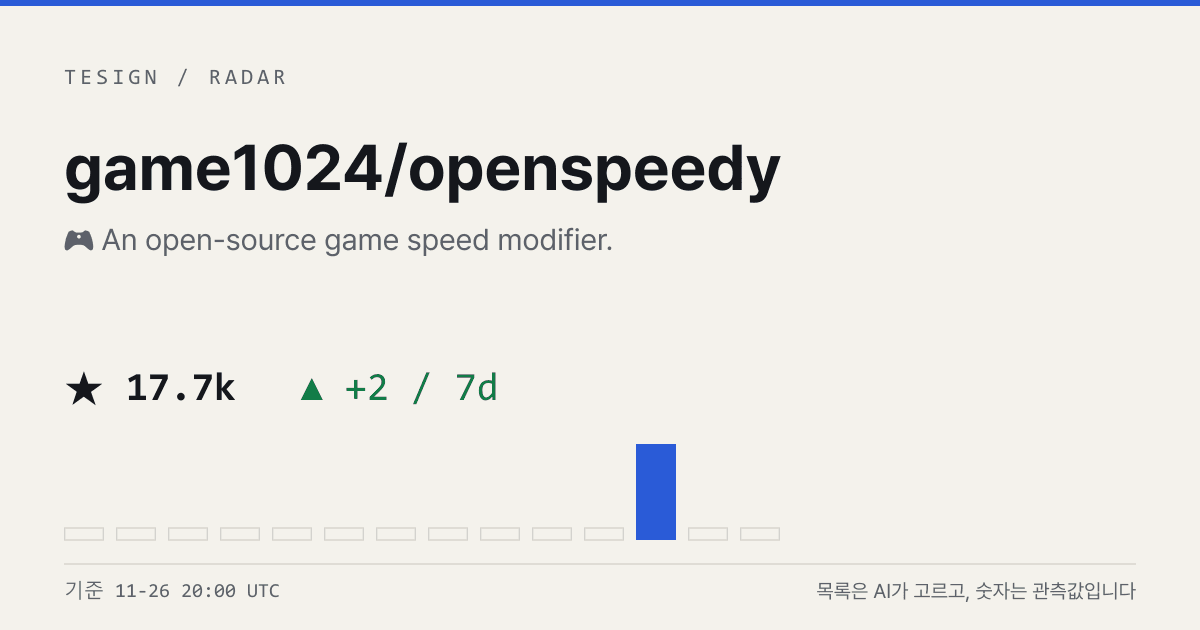 TESIGN / RADAR
game1024/openspeedy
🎮 An open-source game speed modifier.
★ 17.7k ▲ +2 / 7d
기준 11-26 20:00 UTC
목록은 AI가 고르고, 숫자는 관측값입니다